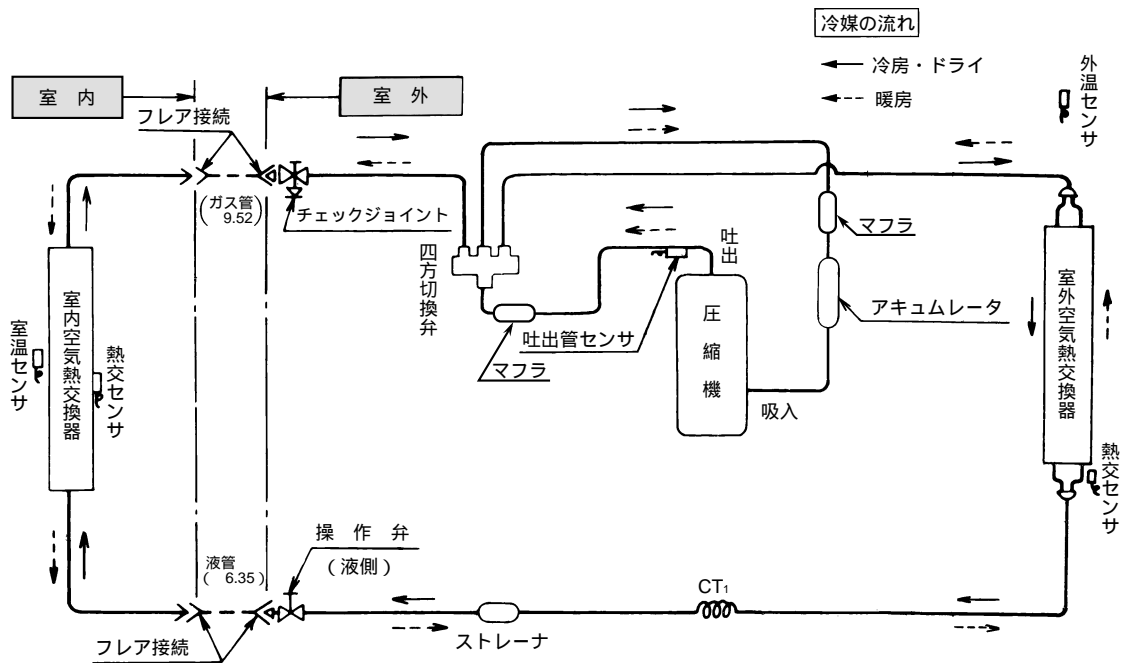 冷媒の流れ
冷房・ドライ
暖房
外温センサ
室 内
室 外
フレア接続
(ガス管
9.52)
チェックジョイント
四方切換弁
吐出
マフラ
アキュムレータ
吐出管センサ
マフラ
圧縮機
吸入
室温センサ
室内空気熱交換器
熱交センサ
室外空気熱交換器
熱交センサ
操 作 弁
(液側)
液管
( 6.35)
CT1
ストレーナ
フレア接続